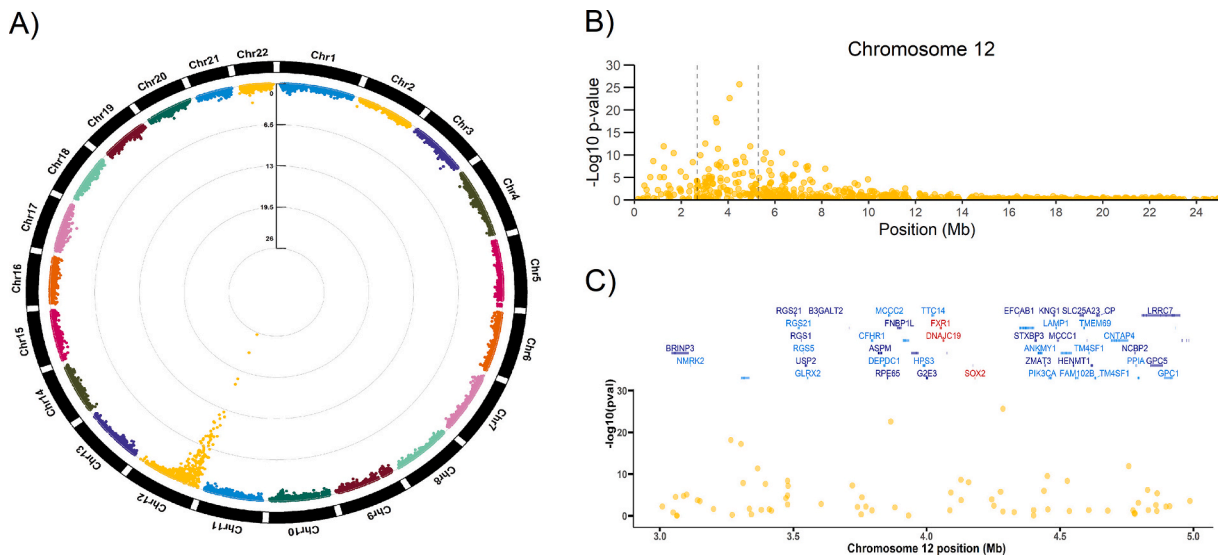 A)
Chr1
Chr2
Chr3
Chr4
Chr5
Chr6
Chr7
Chr8
Chr9
Chr10
Chr11
Chr12
Chr13
Chr14
Chr15
Chr16
Chr17
Chr18
Chr19
Chr20
Chr21
Chr22
0
6.5
13
19.5
26
B)
Chromosome 12
-Log10 p-value
30
25
20
15
10
5
0
0 2 4 6 8 10 12 14 16 18 20 22 24
Position (Mb)
C)
RGS1 B3GALT2 MCCC2 TTC14 EFCAB1 KNG1 SLC25A23 CP LRRC7
RGS21 FNBP1L FXR1 LAMP1 TMEM69
RGS1 CFHR1 DNAJC19 STXBP3 MCCC1 CNTAP4
BRINP3 RGS5 ASPM ANKMY1 TM4SF1 NCBP2
NMRK2 USP2 DEPDC1 HPS3 ZMAT3 HENMT1 PPIA GPC5
GLRX2 RPE65 G2E3 SOX2 PIK3CA FAM102B TM4SF1 GPC1
-log10(pval)
30
20
10
0
3.0 3.5 4.0 4.5 5.0
Chromosome 12 position (Mb)